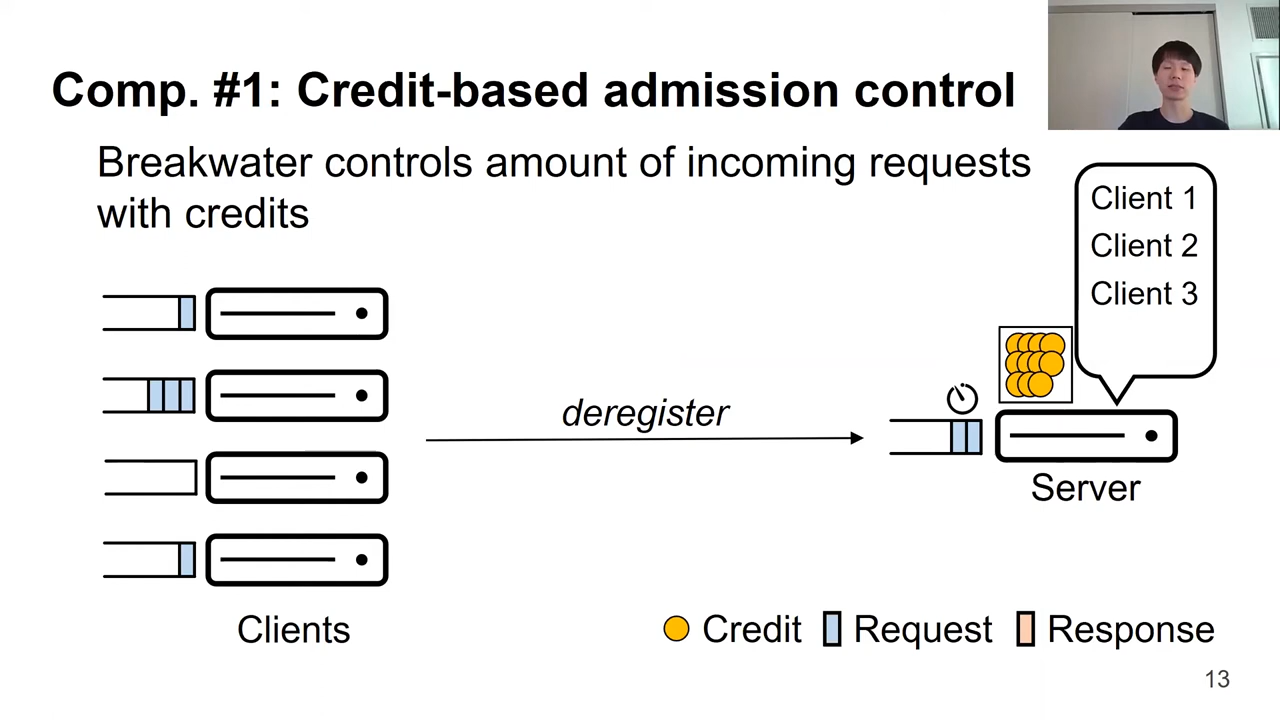 Comp. #1: Credit-based admission control
Breakwater controls amount of incoming requests
with credits
Client 1
Client 2
Client 3
deregister
Server
Clients
Credit
Request
Response
13